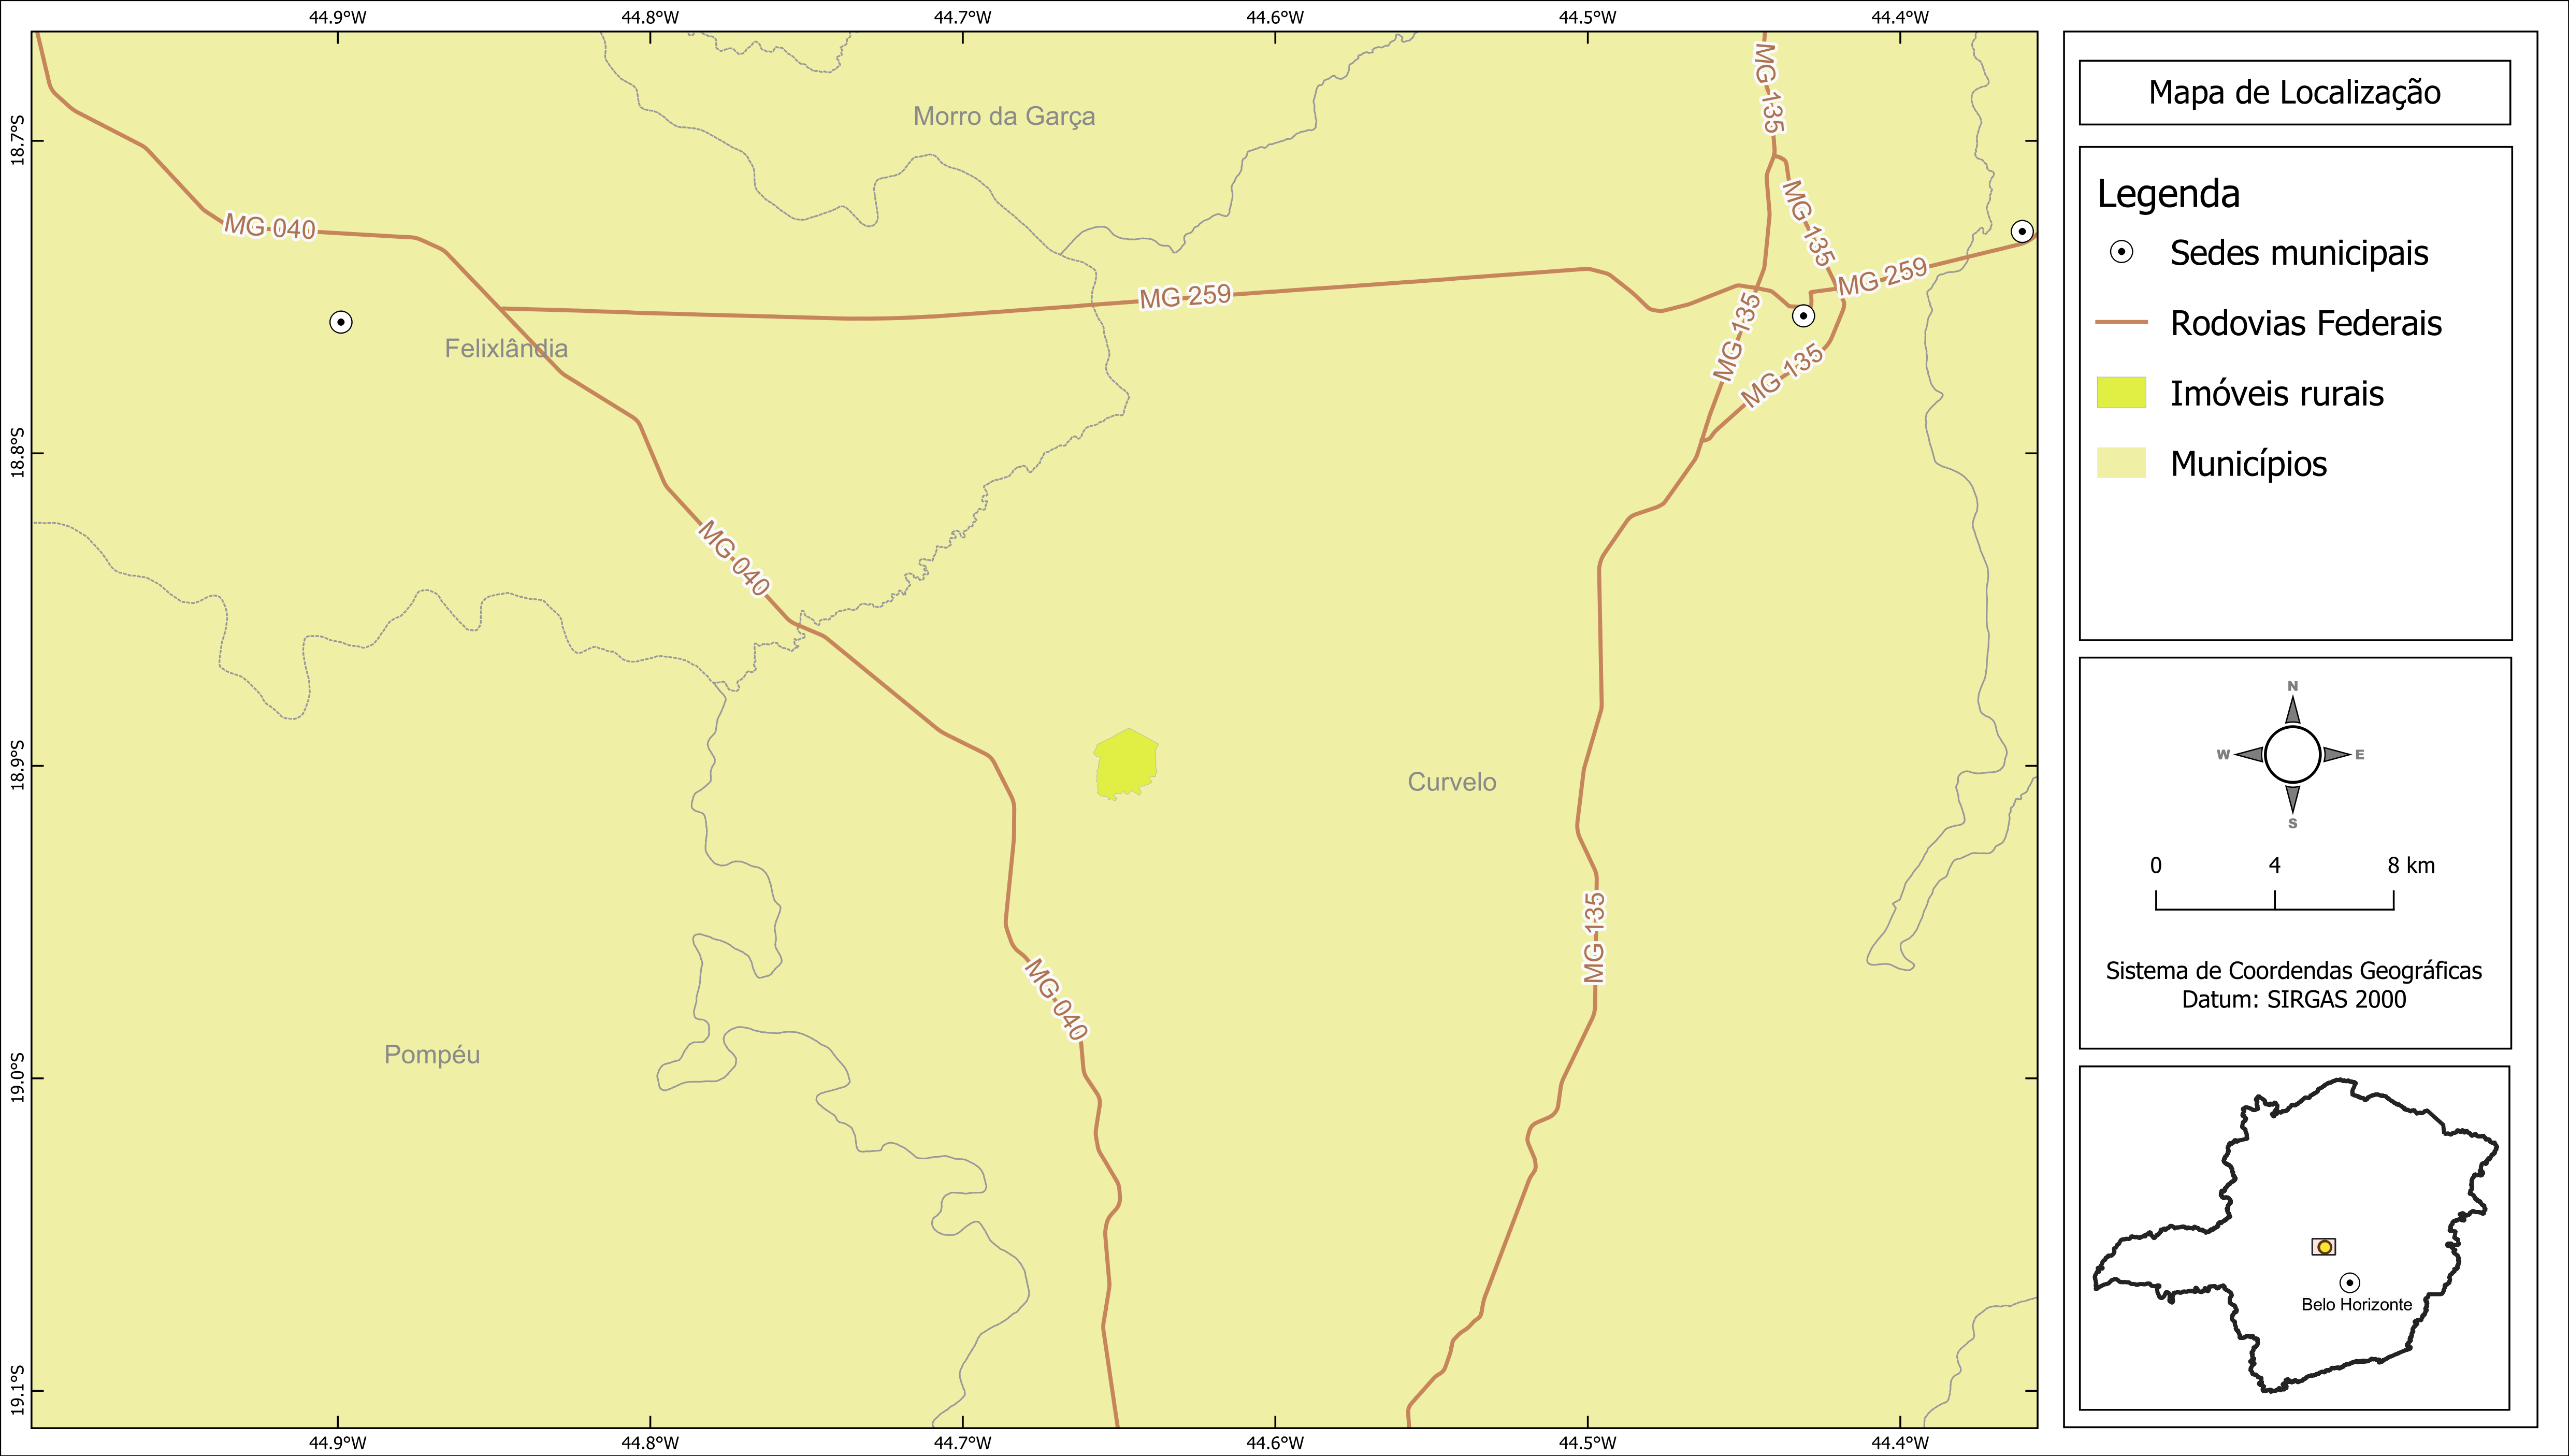 44.9°W 44.8°W 44.7°W 44.6°W 44.5°W 44.4°W
18.7°S
18.8°S
18.9°S
19.0°S
19.1°S
MG 135
Morro da Garça
MG 135
MG 040
MG 259
MG 259
MG 135
Felixlândia
MG 135
MG 040
Curvelo
MG 135
MG 040
Pompéu
44.9°W 44.8°W 44.7°W 44.6°W 44.5°W 44.4°W
Mapa de Localização
Legenda
Sedes municipais
Rodovias Federais
Imóveis rurais
Municípios
N
W E
S
0 4 8 km
Sistema de Coordendas Geográficas
Datum: SIRGAS 2000
Belo Horizonte